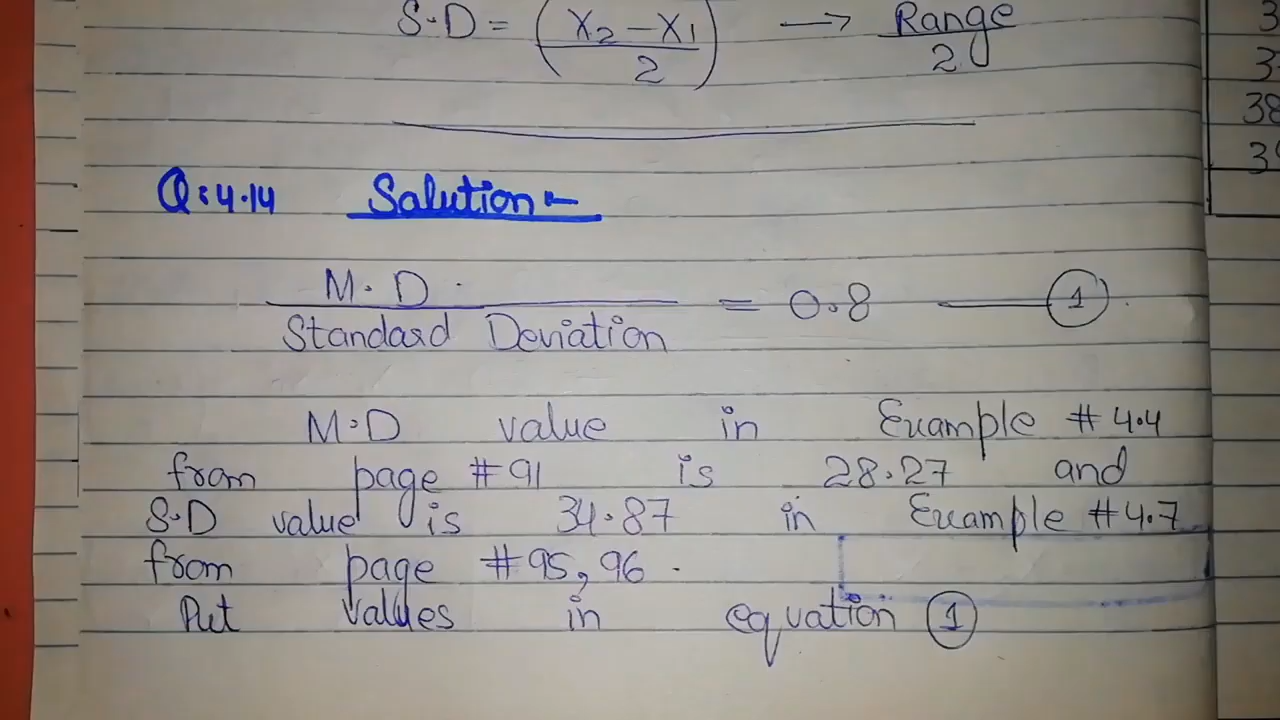 S.D = (X₂ - X₁ / 2) → Range / 2
Q:4.14 Salution:-
M.D. / Standard Deviation = 0.8 —— ①
M.D value in Example # 4.4
from page # 91 is 28.27 and
S.D value is 34.87 in Example # 4.7
from page # 95, 96.
Put values in equation ①
38